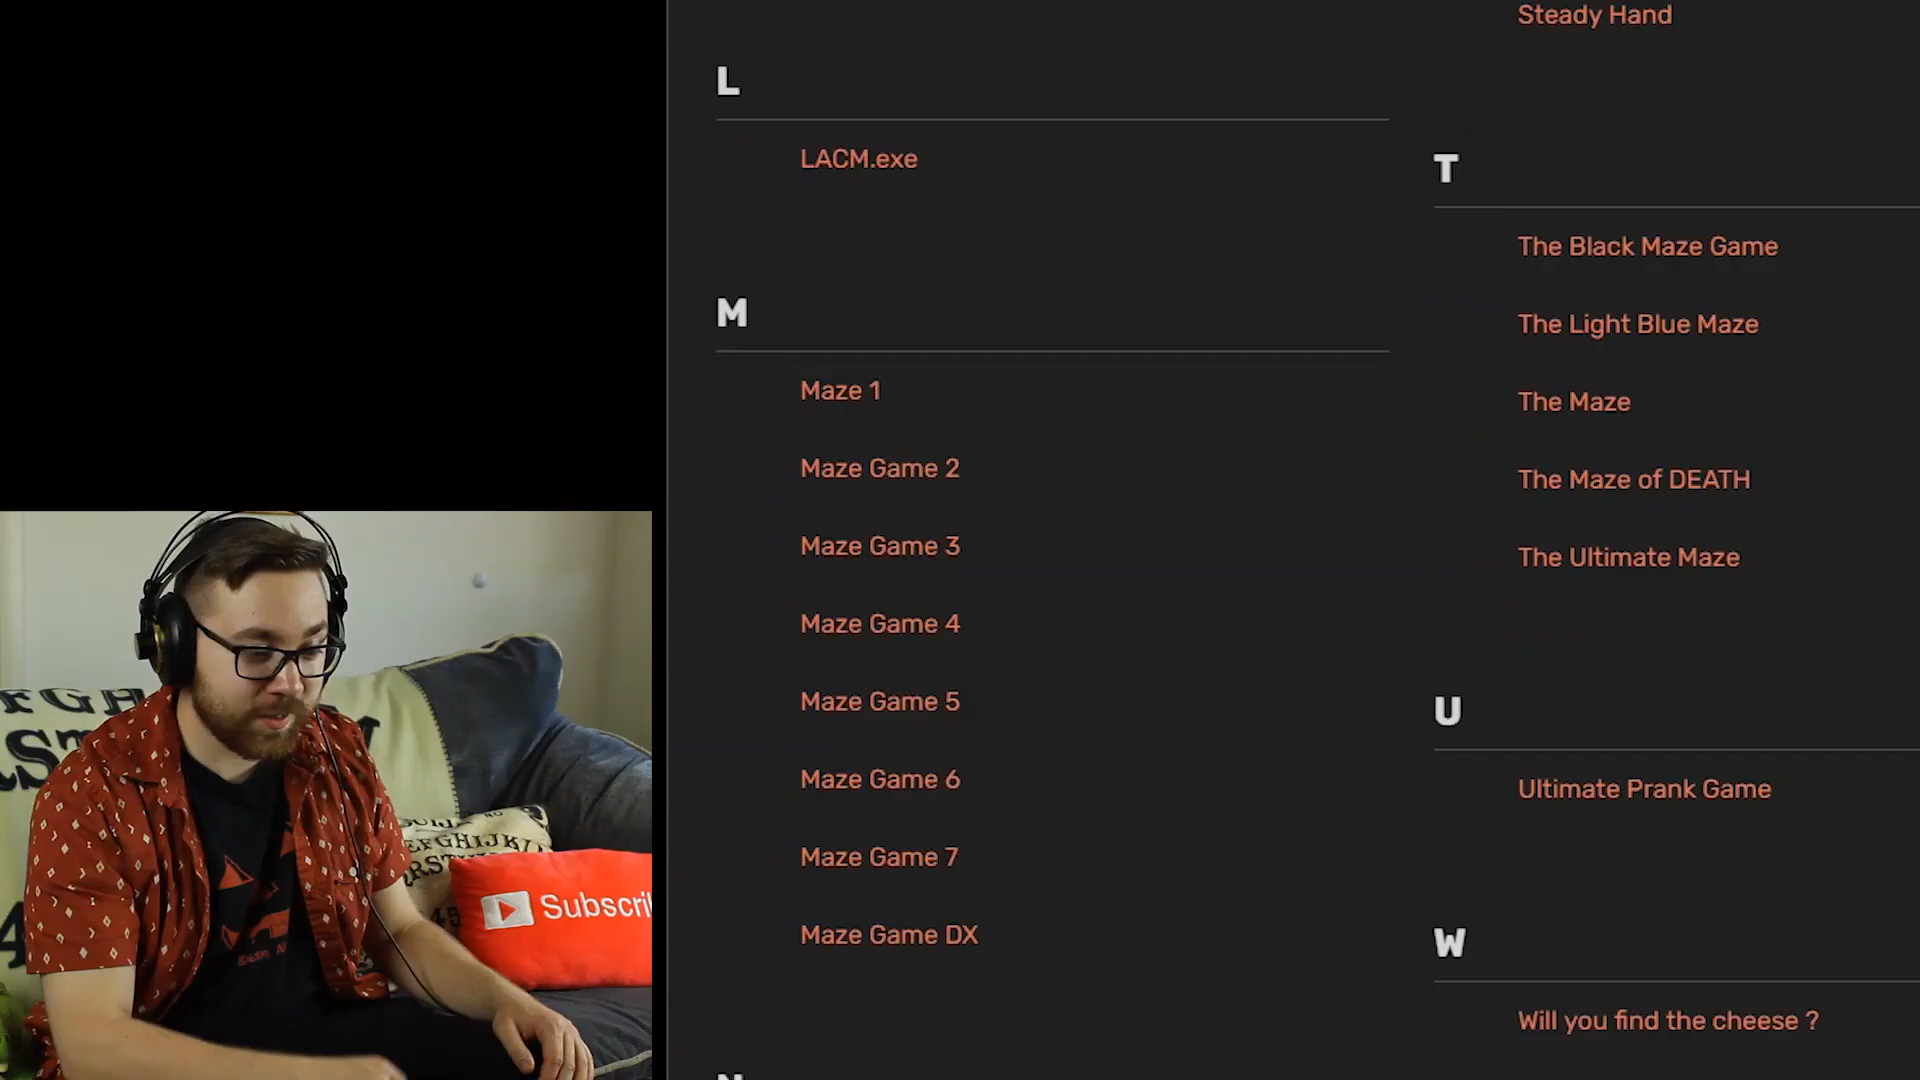 L
LACM.exe
M
Maze 1
Maze Game 2
Maze Game 3
Maze Game 4
Maze Game 5
Maze Game 6
Maze Game 7
Maze Game DX
Steady Hand
T
The Black Maze Game
The Light Blue Maze
The Maze
The Maze of DEATH
The Ultimate Maze
U
Ultimate Prank Game
W
Will you find the cheese ?
Subscri